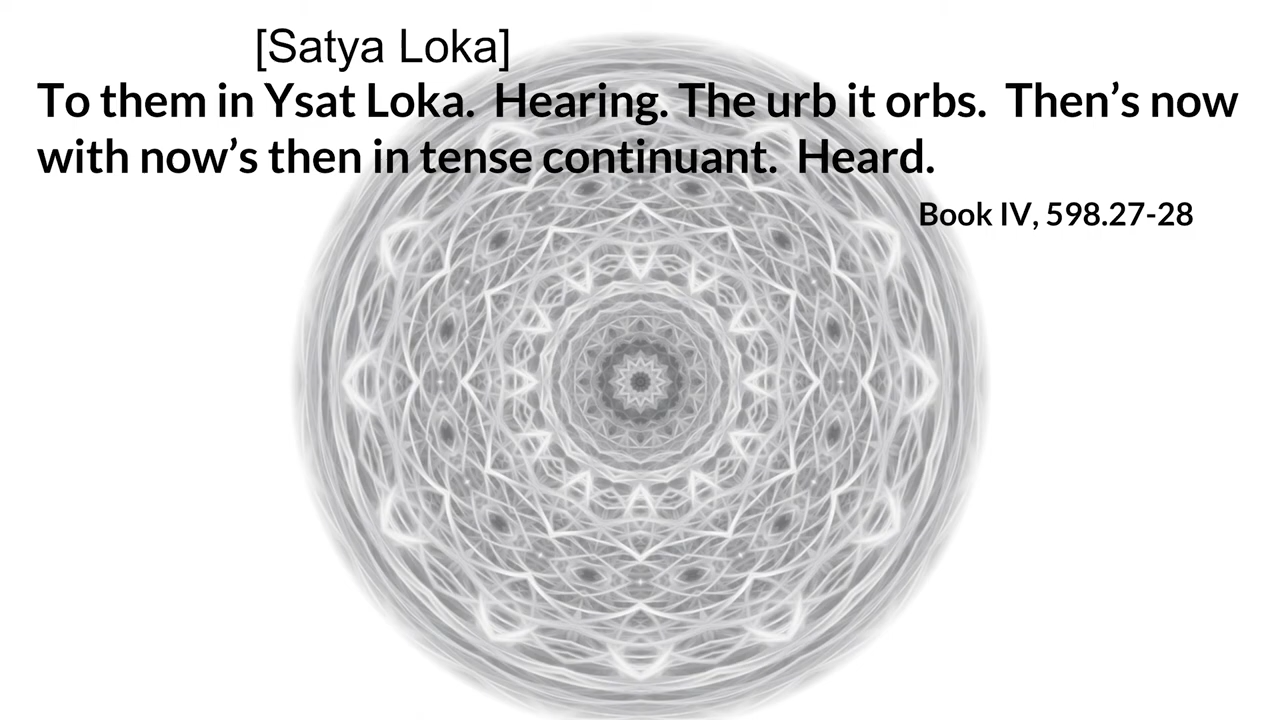 [Satya Loka]
To them in Ysat Loka.  Hearing. The urb it orbs.  Then’s now
with now’s then in tense continuant.  Heard.
Book IV, 598.27-28